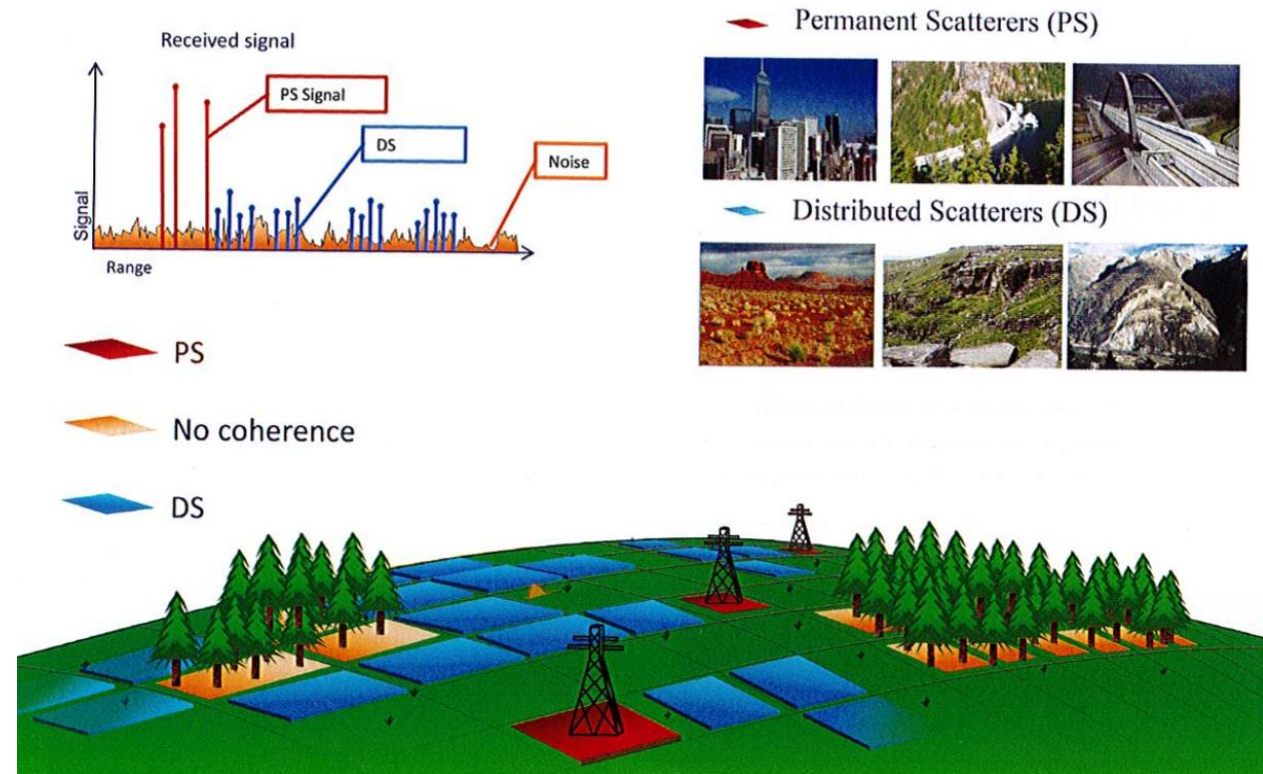 Received signal
PS Signal
DS
Noise
Signal
Range
Permanent Scatterers (PS)
Distributed Scatterers (DS)
PS
No coherence
DS